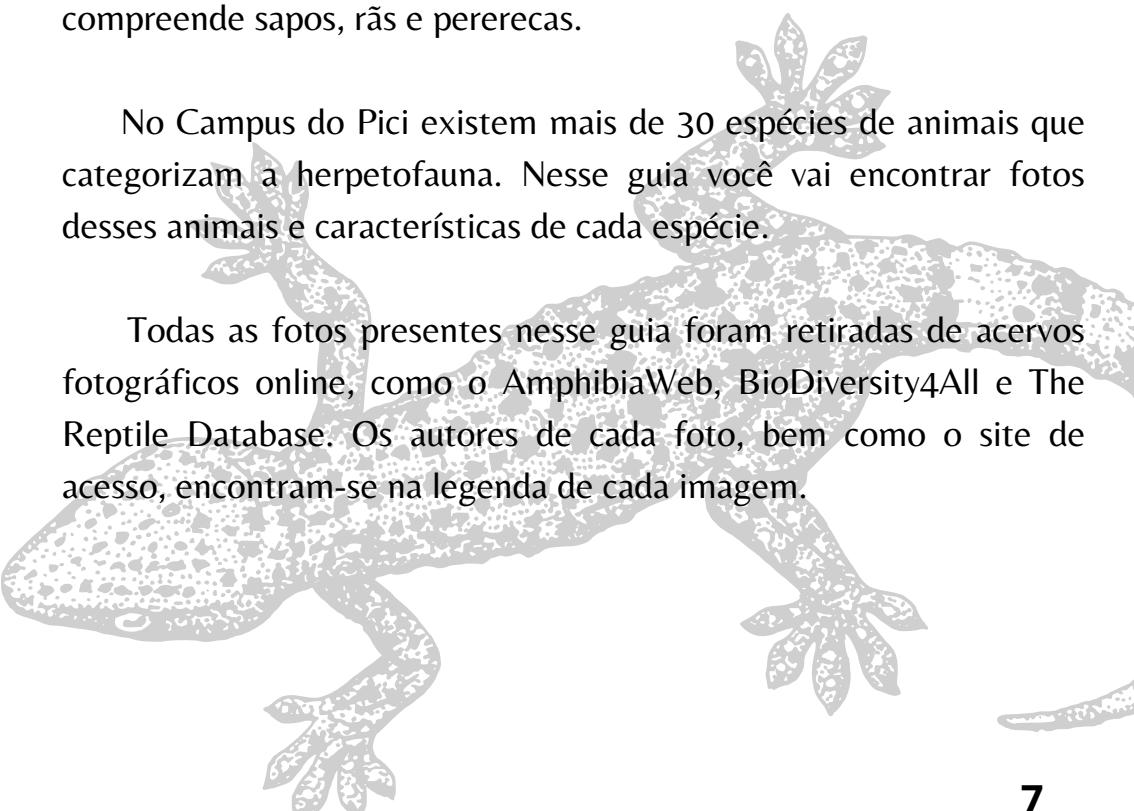 compreende sapos, rãs e pererecas.
No Campus do Pici existem mais de 30 espécies de animais que
categorizam a herpetofauna. Nesse guia você vai encontrar fotos
desses animais e características de cada espécie.
Todas as fotos presentes nesse guia foram retiradas de acervos
fotográficos online, como o AmphibiaWeb, BioDiversity4All e The
Reptile Database. Os autores de cada foto, bem como o site de
acesso, encontram-se na legenda de cada imagem.
7